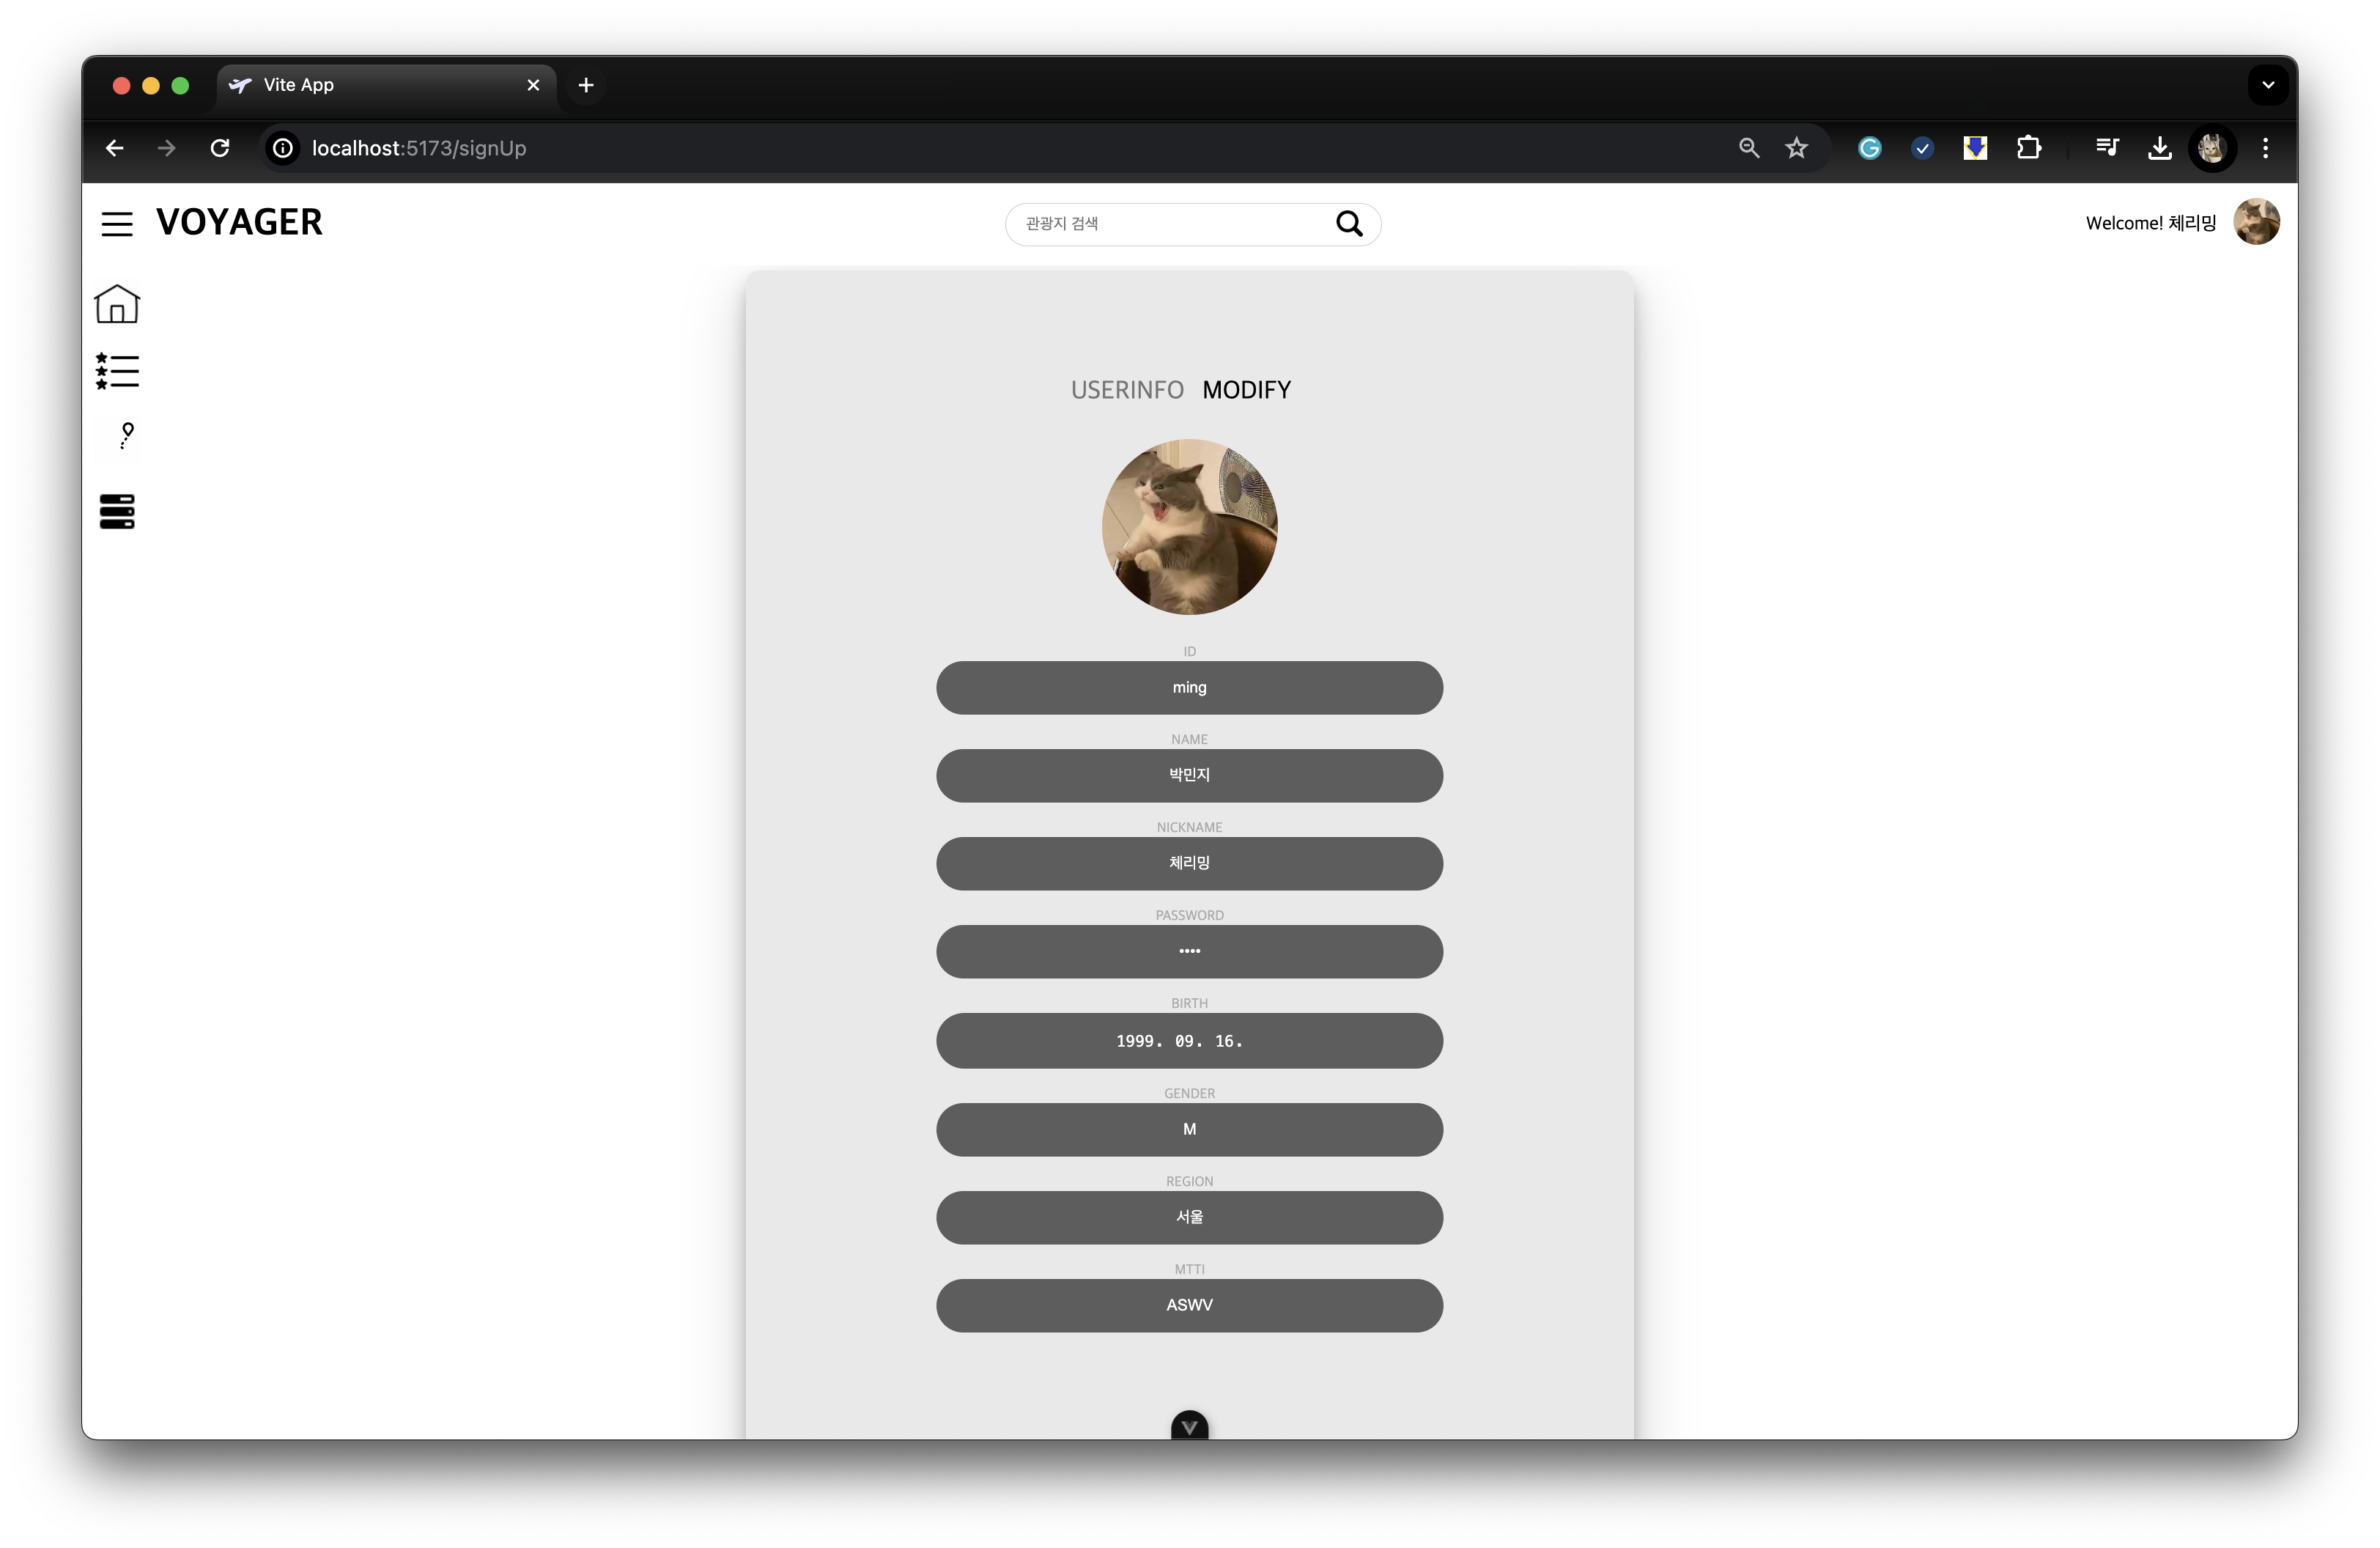 Vite App
localhost:5173/signUp
VOYAGER
관광지 검색
Welcome! 체리밍
USERINFO MODIFY
ID
ming
NAME
박민지
NICKNAME
체리밍
PASSWORD
••••
BIRTH
1999. 09. 16.
GENDER
M
REGION
서울
MTTI
ASWV